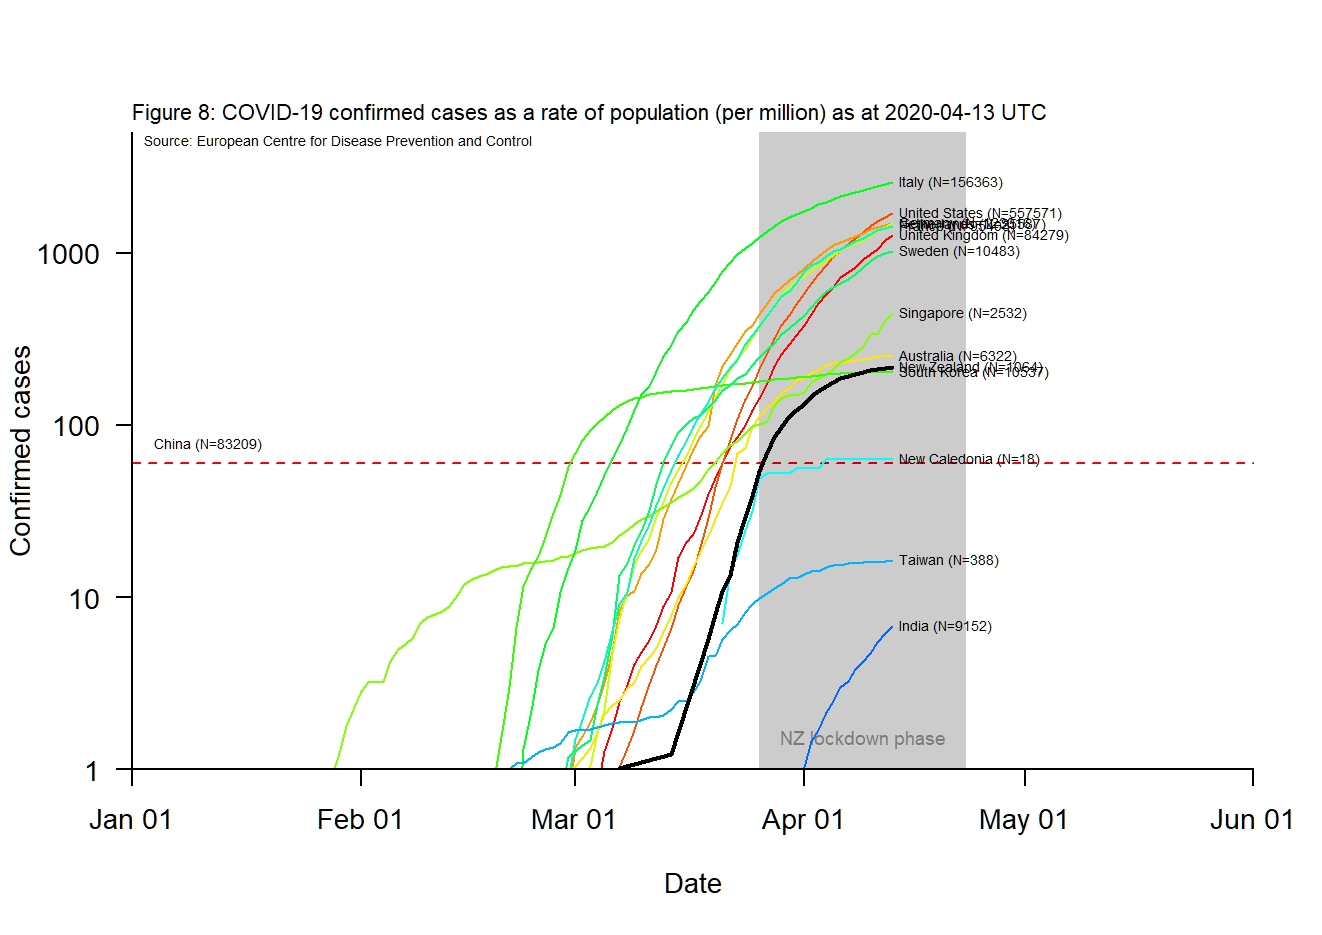 Figure 8: COVID-19 confirmed cases as a rate of population (per million) as at 2020-04-13 UTC
Source: European Centre for Disease Prevention and Control
Italy (N=156363)
United States (N=557571)
United Kingdom (N=84279)
Sweden (N=10483)
Singapore (N=2532)
Australia (N=6322)
New Zealand (N=1064)
South Korea (N=10537)
China (N=83209)
New Caledonia (N=18)
Taiwan (N=388)
India (N=9152)
NZ lockdown phase
Confirmed cases
1000
100
10
1
Jan 01
Feb 01
Mar 01
Apr 01
May 01
Jun 01
Date